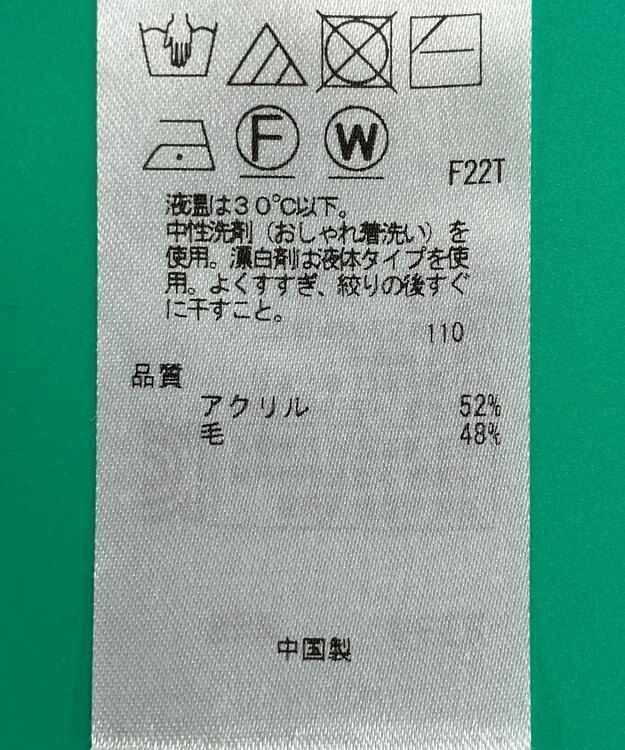 F
W
F22T
液温は30℃以下。
中性洗剤（おしゃれ着洗い）を
使用。漂白剤は液体タイプを使
用。よくすすぎ、絞りの後すぐ
に干すこと。
110
品質
アクリル 52%
毛 48%
中国製